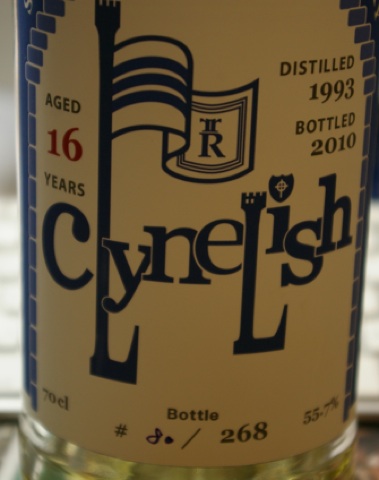 DISTILLED
1993
AGED
16
YEARS
BOTTLED
2010
R
Clynelish
70cl
Bottle
# 80 / 268
55.7%